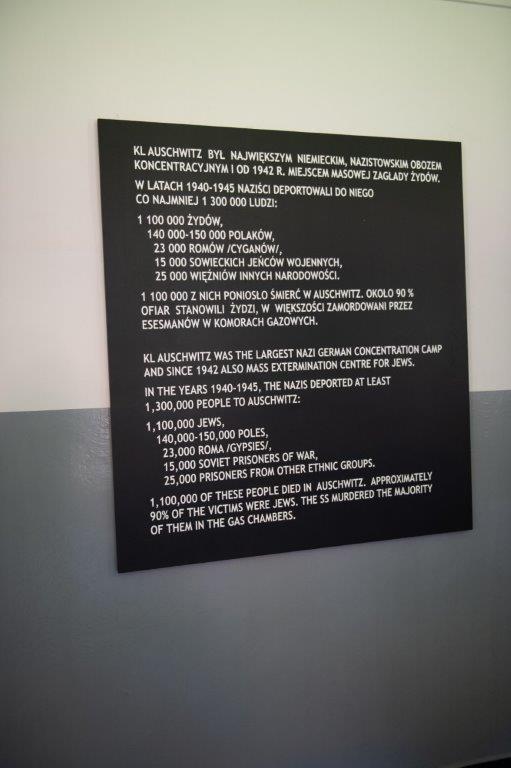 KL AUSCHWITZ BYŁ NAJWIĘKSZYM NIEMIECKIM, NAZISTOWSKIM OBOZEM
KONCENTRACYJNYM I OD 1942 R. MIEJSCEM MASOWEJ ZAGŁADY ŻYDÓW.
W LATACH 1940-1945 NAZIŚCI DEPORTOWALI DO NIEGO
CO NAJMNIEJ 1 300 000 LUDZI:
1 100 000 ŻYDÓW,
140 000-150 000 POLAKÓW,
23 000 ROMÓW /CYGANÓW/,
15 000 SOWIECKICH JEŃCÓW WOJENNYCH,
25 000 WIĘŹNIÓW INNYCH NARODOWOŚCI.
1 100 000 Z NICH PONIOSŁO ŚMIERĆ W AUSCHWITZ. OKOŁO 90 %
OFIAR STANOWILI ŻYDZI, W WIĘKSZOŚCI ZAMORDOWANI PRZEZ
ESESMANÓW W KOMORACH GAZOWYCH.
KL AUSCHWITZ WAS THE LARGEST NAZI GERMAN CONCENTRATION CAMP
AND SINCE 1942 ALSO MASS EXTERMINATION CENTRE FOR JEWS.
IN THE YEARS 1940-1945, THE NAZIS DEPORTED AT LEAST
1,300,000 PEOPLE TO AUSCHWITZ:
1,100,000 JEWS,
140,000-150,000 POLES,
23,000 ROMA /GYPSIES/,
15,000 SOVIET PRISONERS OF WAR,
25,000 PRISONERS FROM OTHER ETHNIC GROUPS.
1,100,000 OF THESE PEOPLE DIED IN AUSCHWITZ. APPROXIMATELY
90% OF THE VICTIMS WERE JEWS. THE SS MURDERED THE MAJORITY
OF THEM IN THE GAS CHAMBERS.